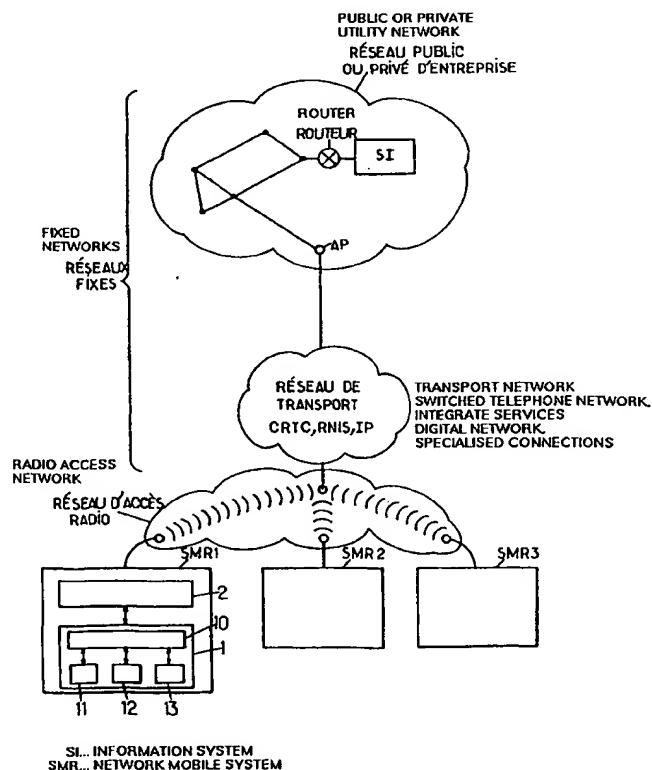 PUBLIC OR PRIVATE
UTILITY NETWORK
RÉSEAU PUBLIC
OU PRIVÉ D'ENTREPRISE
ROUTER
ROUTEUR
SI
AP
FIXED
NETWORKS
RÉSEAUX
FIXES
RÉSEAU DE
TRANSPORT
CRTC,RNIS,IP
TRANSPORT NETWORK
SWITCHED TELEPHONE NETWORK.
INTEGRATE SERVICES
DIGITAL NETWORK.
SPECIALISED CONNECTIONS
RADIO ACCESS
NETWORK
RÉSEAU D'ACCÈS
RADIO
SMR1
SMR2
SMR3
2
10
1
11
12
13
SI... INFORMATION SYSTEM
SMR... NETWORK MOBILE SYSTEM